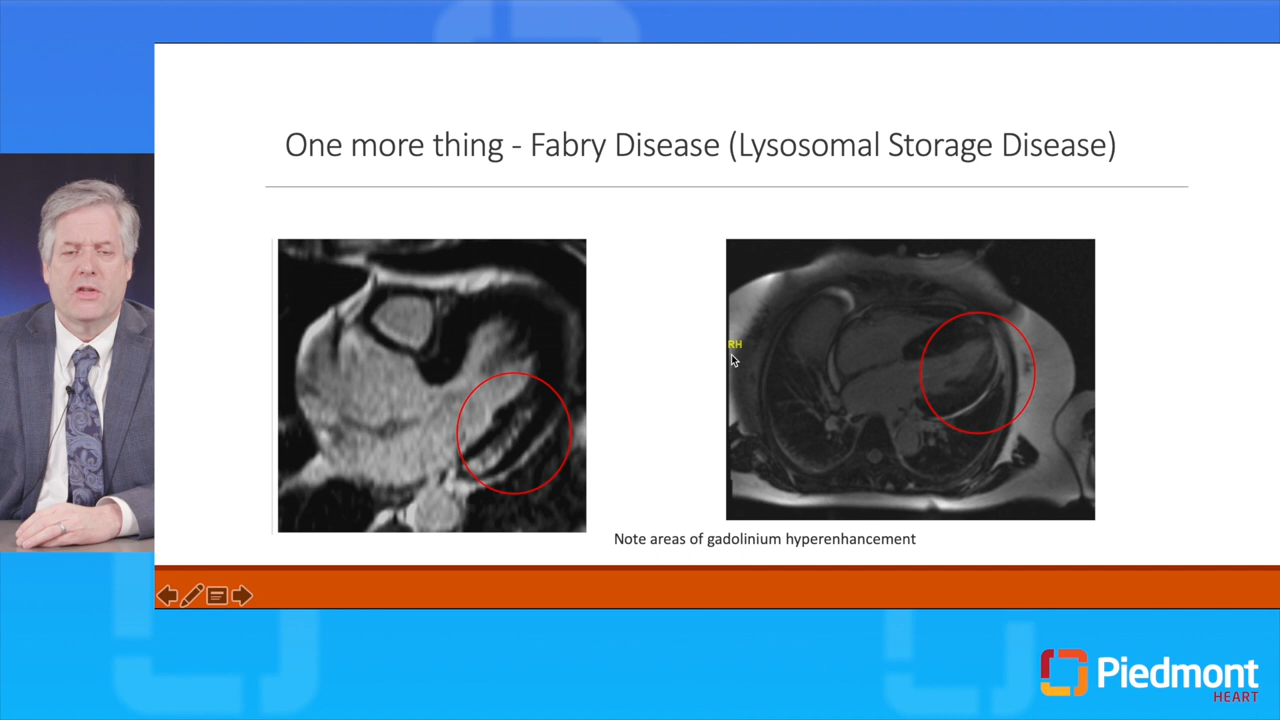 One more thing - Fabry Disease (Lysosomal Storage Disease)
RH
Note areas of gadolinium hyperenhancement
Piedmont
HEART